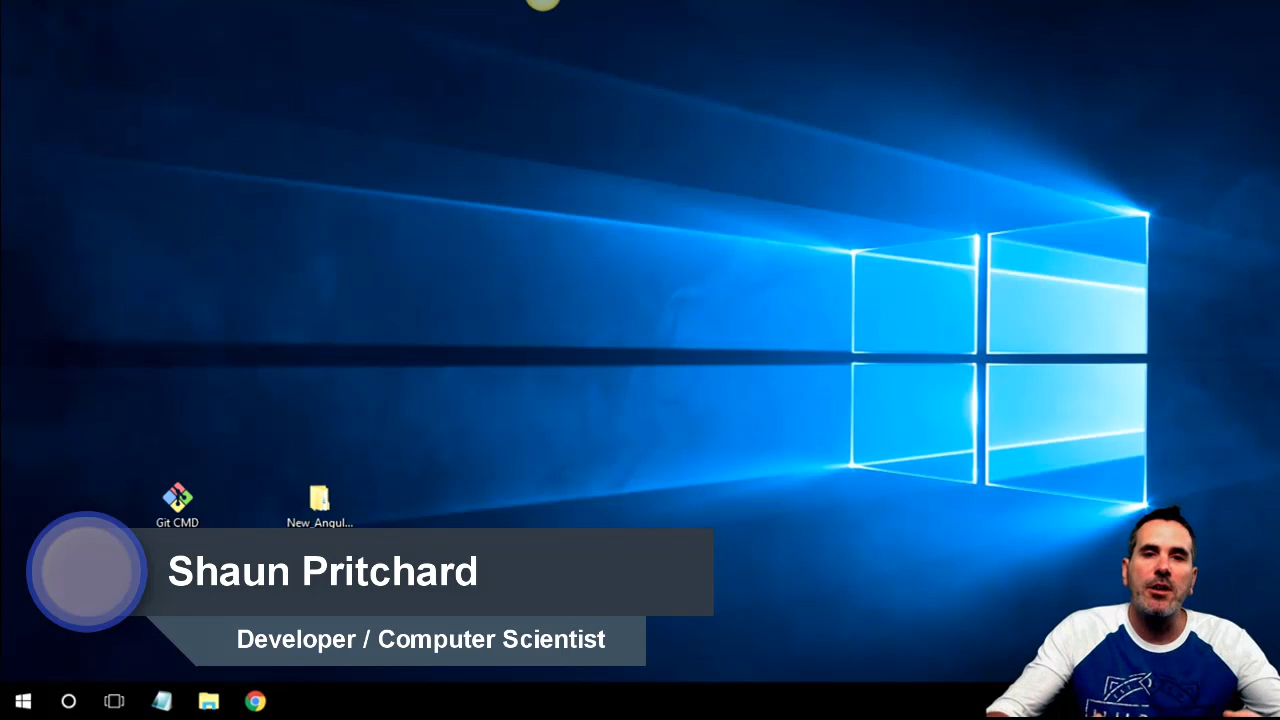 Git CMD
New_Angul...
Shaun Pritchard
Developer / Computer Scientist